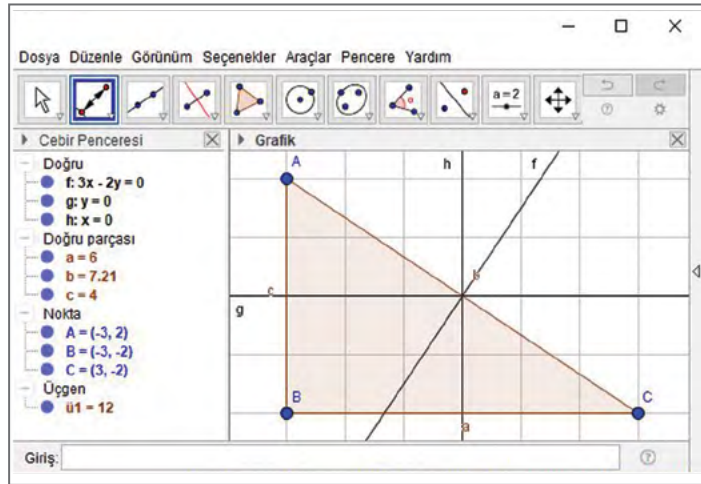 Dosya Düzenle Görünüm Seçenekler Araçlar Pencere Yardım
a = 2
Cebir Penceresi
Grafik
Doğru
f: 3x - 2y = 0
g: y = 0
h: x = 0
Doğru parçası
a = 6
b = 7.21
c = 4
Nokta
A = (-3, 2)
B = (-3, -2)
C = (3, -2)
Üçgen
ü1 = 12
A
h
f
b
c
g
B
C
a
Giriş: